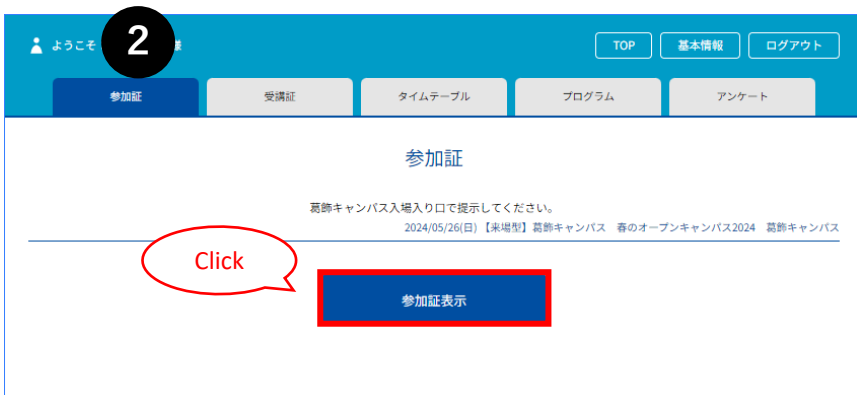 ようこそ
2
様
TOP
基本情報
ログアウト
参加証
受講証
タイムテーブル
プログラム
アンケート
参加証
葛飾キャンパス入場入り口で提示してください。
2024/05/26(日)【来場型】葛飾キャンパス 春のオープンキャンパス2024 葛飾キャンパス
Click
参加証表示